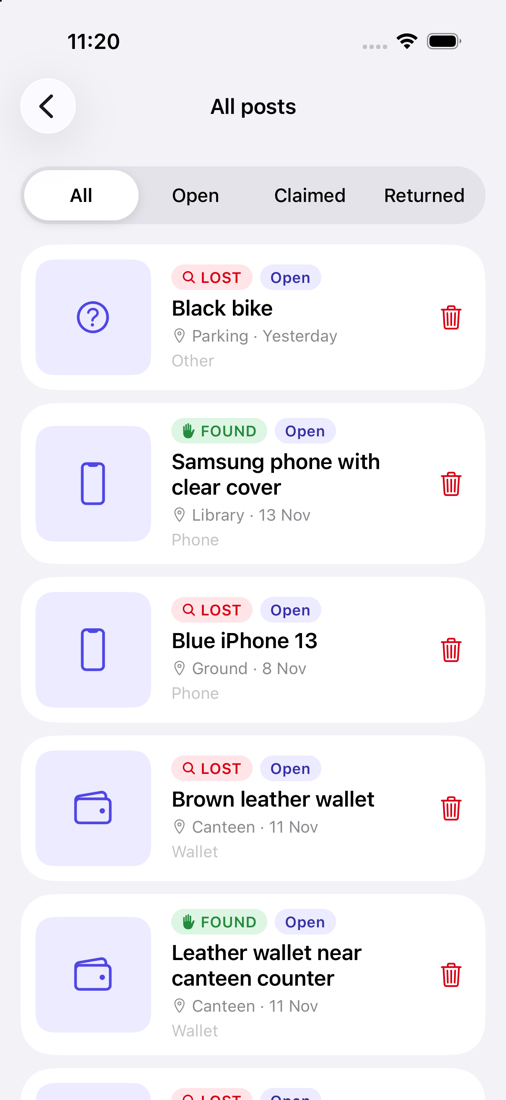 11:20
All posts
All Open Claimed Returned
LOST Open
Black bike
Parking · Yesterday
Other
FOUND Open
Samsung phone with
clear cover
Library · 13 Nov
Phone
LOST Open
Blue iPhone 13
Ground · 8 Nov
Phone
LOST Open
Brown leather wallet
Canteen · 11 Nov
Wallet
FOUND Open
Leather wallet near
canteen counter
Canteen · 11 Nov
Wallet
LOST Open